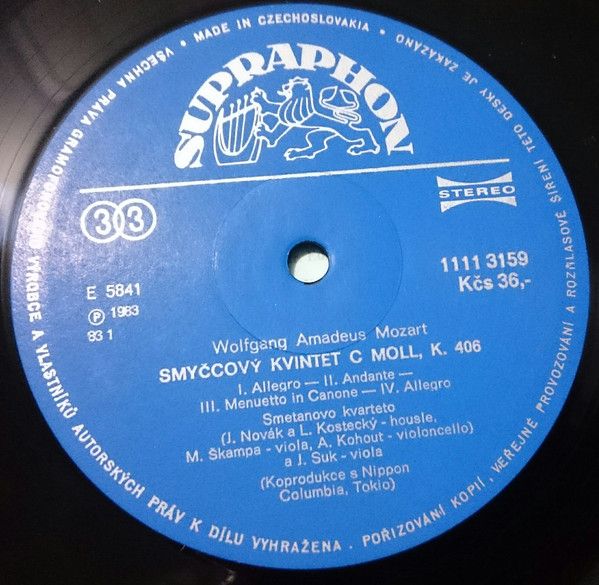 VŠECHNA PRÁVA GRAMOFONOVÉHO VÝROBCE A VLASTNÍKŮ AUTORSKÝCH PRÁV K DÍLU VYHRAŽENA • POŘIZOVÁNÍ KOPIÍ, VEŘEJNÉ PROVOZOVÁNÍ A ROZHLASOVÉ ŠÍŘENÍ TÉTO DESKY JE ZAKÁZÁNO • MADE IN CZECHOSLOVAKIA •
SUPRAPHON
33
STEREO
E 5841
1111 3159
℗ 1983
Kčs 36,-
83 1
Wolfgang Amadeus Mozart
SMYČCOVÝ KVINTET C MOLL, K. 406
I. Allegro — II. Andante —
III. Menuetto in Canone — IV. Allegro
Smetanovo kvarteto
(J. Novák a L. Kostecký - housle,
M. Škampa - viola, A. Kohout - violoncello)
a J. Suk - viola
(Koprodukce s Nippon
Columbia, Tokio)